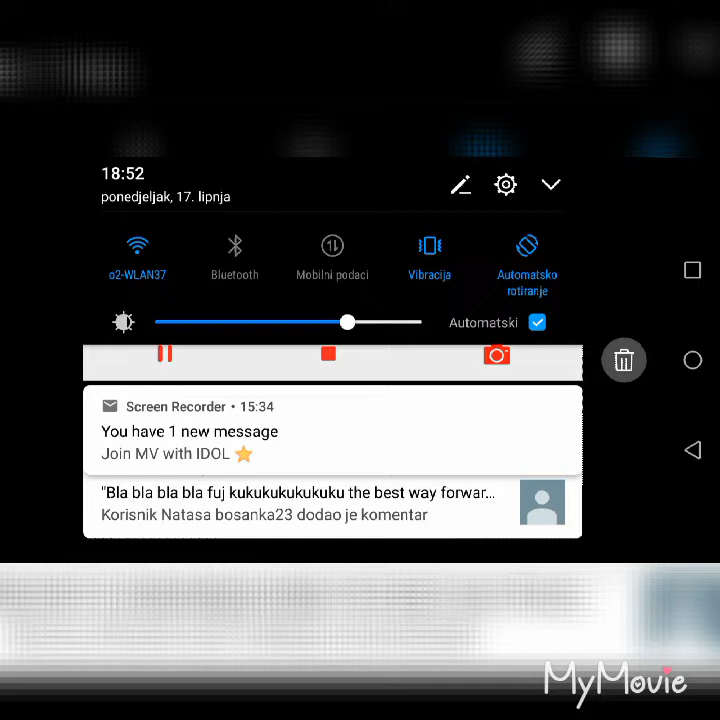 18:52
ponedjeljak, 17. lipnja
o2-WLAN37
Bluetooth
Mobilni podaci
Vibracija
Automatsko
rotiranje
Automatski
Screen Recorder • 15:34
You have 1 new message
Join MV with IDOL ⭐
"Bla bla bla bla fuj kukukukukukuku the best way forwar...
Korisnik Natasa bosanka23 dodao je komentar
MyMovie